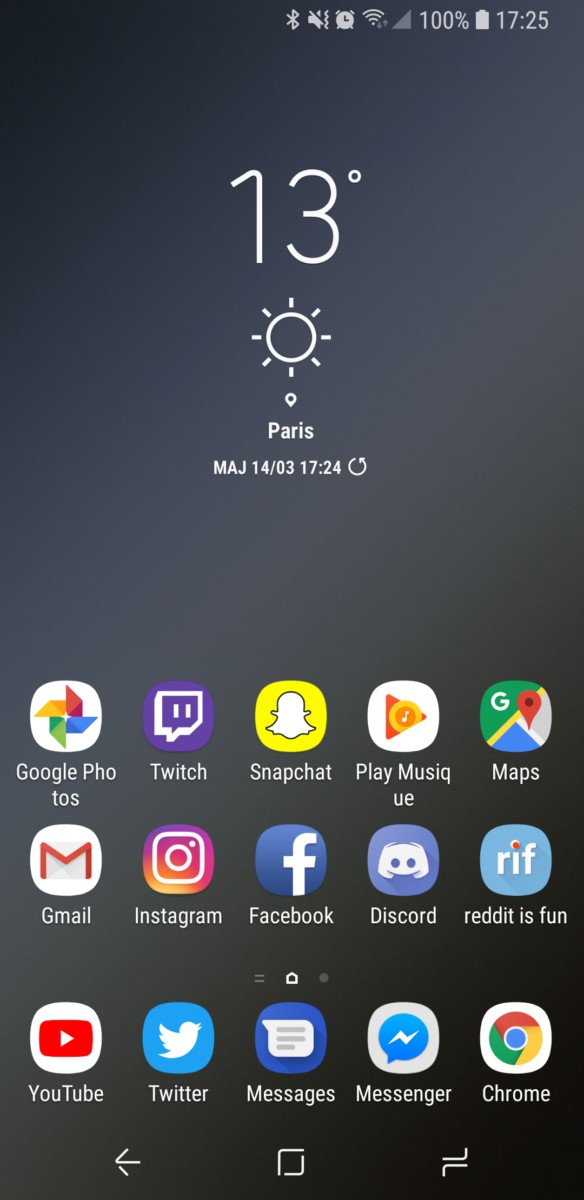 100% 17:25
13°
Paris
MAJ 14/03 17:24
Google Pho
tos
Twitch
Snapchat
Play Musiq
ue
G
Maps
rif
Gmail
Instagram
Facebook
Discord
reddit is fun
YouTube
Twitter
Messages
Messenger
Chrome